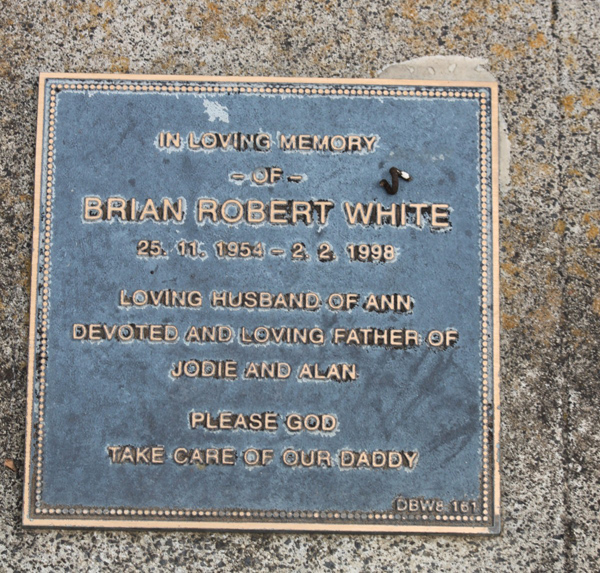 IN LOVING MEMORY
- OF -
BRIAN ROBERT WHITE
25. 11. 1954 - 2. 2. 1998
LOVING HUSBAND OF ANN
DEVOTED AND LOVING FATHER OF
JODIE AND ALAN
PLEASE GOD
TAKE CARE OF OUR DADDY
DBW8 161